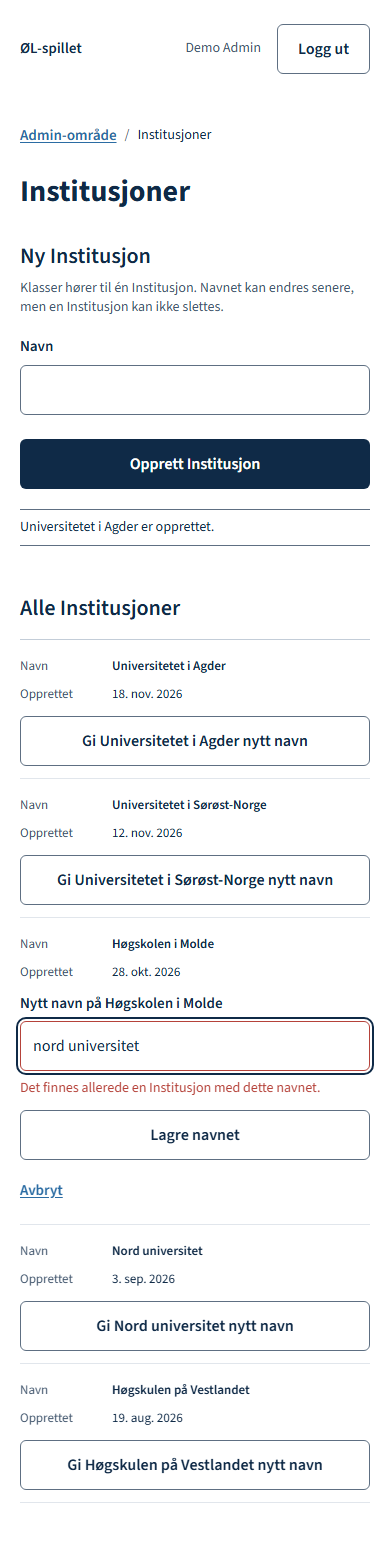 ØL-spillet
Demo Admin
Logg ut
Admin-område / Institusjoner
Institusjoner
Ny Institusjon
Klasser hører til én Institusjon. Navnet kan endres senere,
men en Institusjon kan ikke slettes.
Navn
Opprett Institusjon
Universitetet i Agder er opprettet.
Alle Institusjoner
Navn Universitetet i Agder
Opprettet 18. nov. 2026
Gi Universitetet i Agder nytt navn
Navn Universitetet i Sørøst-Norge
Opprettet 12. nov. 2026
Gi Universitetet i Sørøst-Norge nytt navn
Navn Høgskolen i Molde
Opprettet 28. okt. 2026
Nytt navn på Høgskolen i Molde
nord universitet
Det finnes allerede en Institusjon med dette navnet.
Lagre navnet
Avbryt
Navn Nord universitet
Opprettet 3. sep. 2026
Gi Nord universitet nytt navn
Navn Høgskulen på Vestlandet
Opprettet 19. aug. 2026
Gi Høgskulen på Vestlandet nytt navn